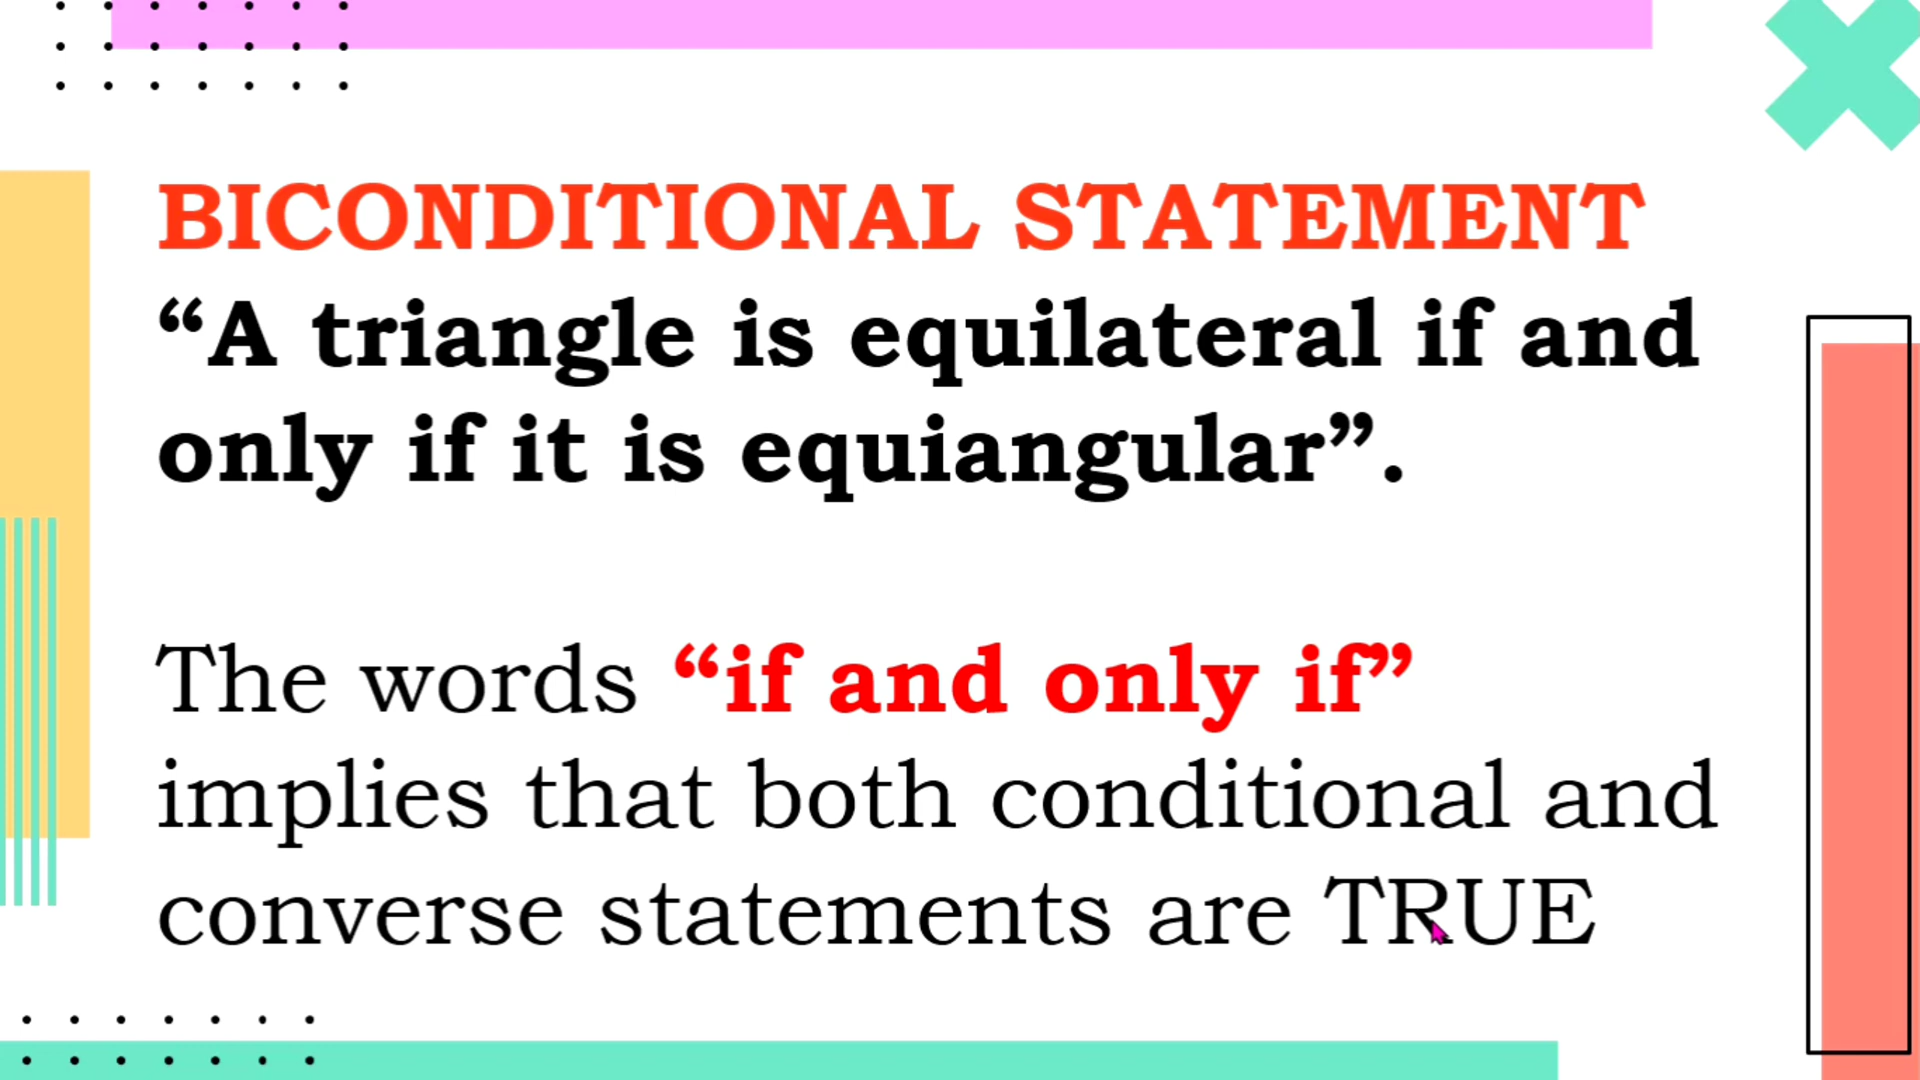 BICONDITIONAL STATEMENT
“A triangle is equilateral if and
only if it is equiangular”.
The words “if and only if”
implies that both conditional and
converse statements are TRUE